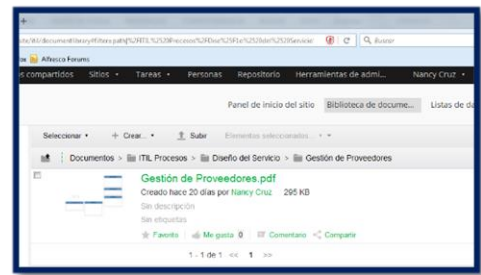 Alfresco Forums
compartidos Sitios Tareas Personas Repositorio Herramientas de admi... Nancy Cruz
Panel de inicio del sitio Biblioteca de docume... Listas de da
Seleccionar + Crear... Subir Elementos seleccionados...
Documentos > ITIL Procesos > Diseño del Servicio > Gestión de Proveedores
Gestión de Proveedores.pdf
Creado hace 20 días por Nancy Cruz 295 KB
Sin descripción
Sin etiquetas
Favorito Me gusta 0 Comentario Compartir
1 - 1 de 1 << 1 >>